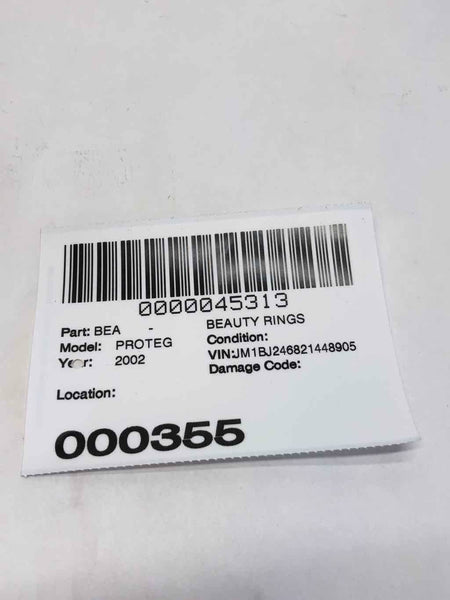 0000045313
Part: BEA - BEAUTY RINGS
Model: PROTEG Condition:
Year: 2002 VIN:JM1BJ246821448905
Damage Code:
Location:
000355